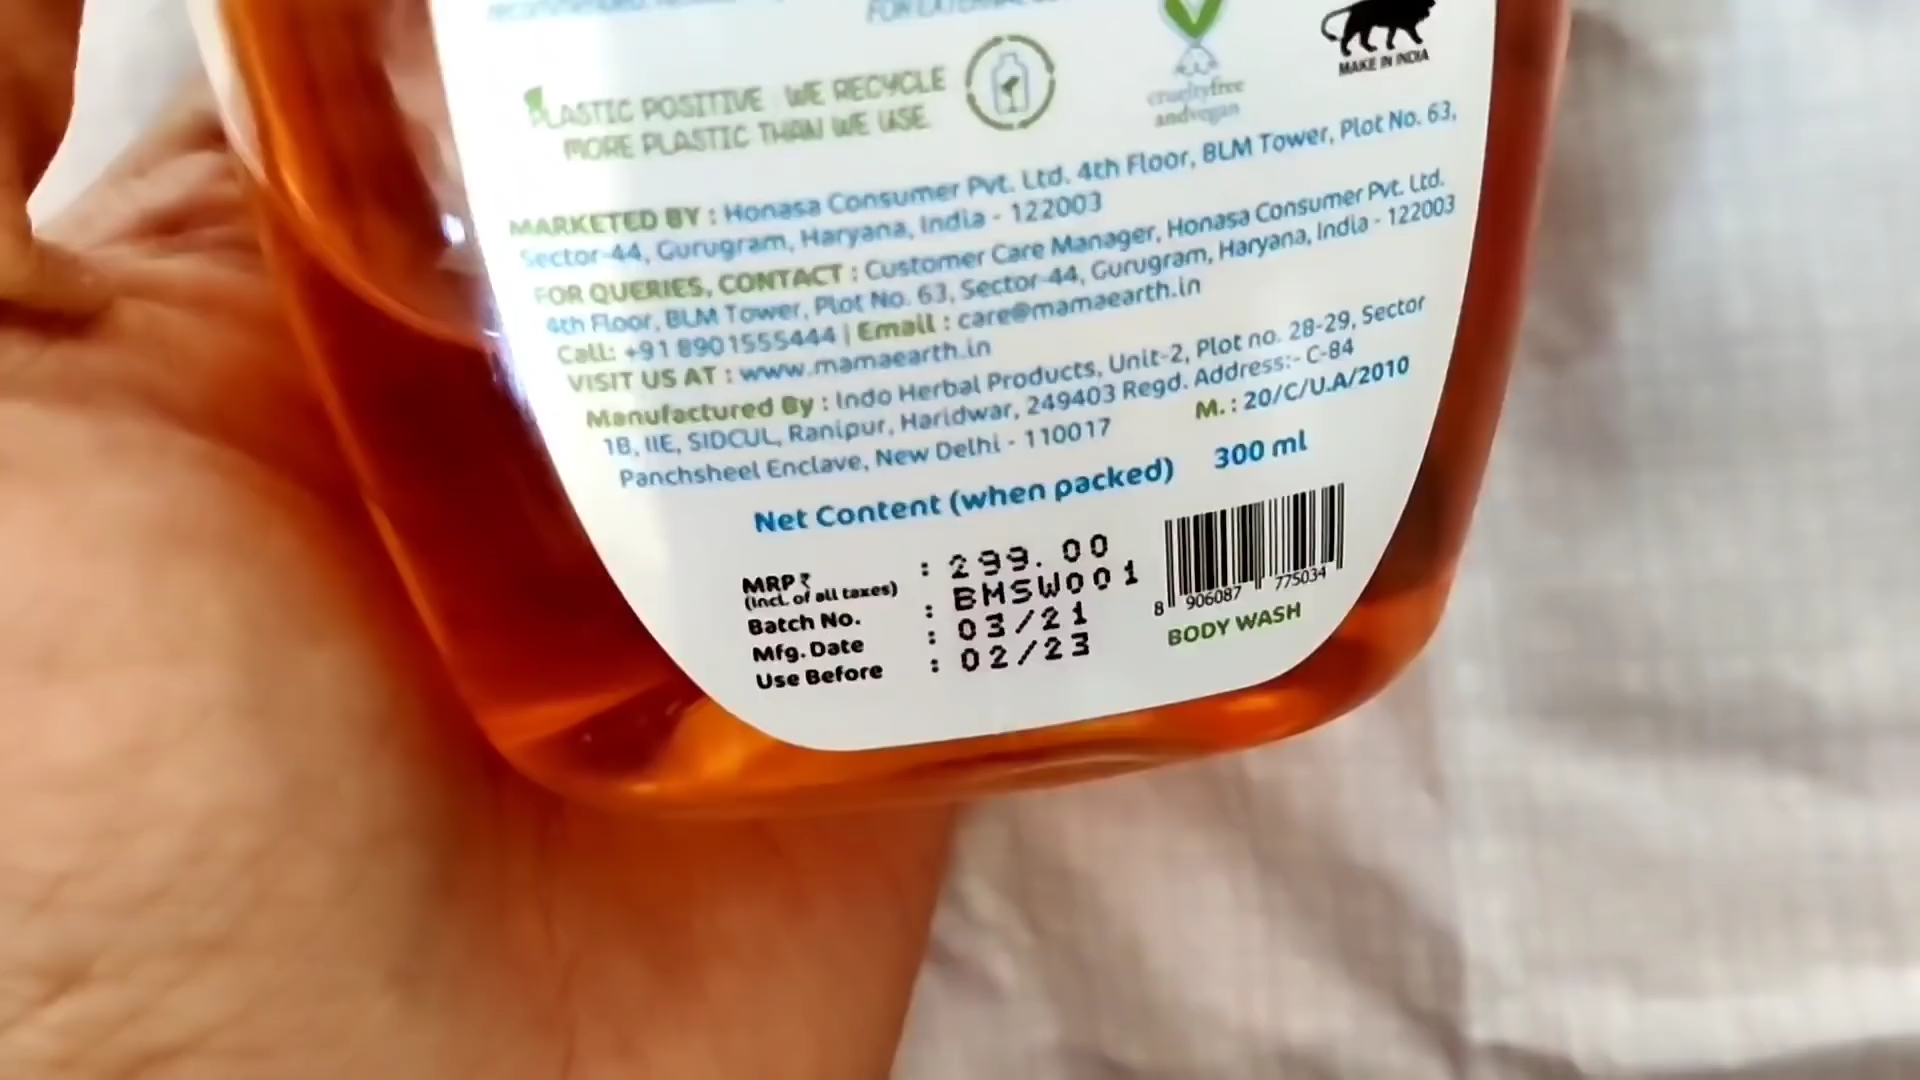 FOR EXTERNAL
PLASTIC POSITIVE WE RECYCLE
MORE PLASTIC THAN WE USE
crueltyfree
andvegan
MAKE IN INDIA
MARKETED BY : Honasa Consumer Pvt. Ltd. 4th Floor, BLM Tower, Plot No. 63,
Sector-44, Gurugram, Haryana, India - 122003
FOR QUERIES, CONTACT : Customer Care Manager, Honasa Consumer Pvt. Ltd.
4th Floor, BLM Tower, Plot No. 63, Sector-44, Gurugram, Haryana, India - 122003
Call: +91 8901555444 | Email : care@mamaearth.in
VISIT US AT : www.mamaearth.in
Manufactured By : Indo Herbal Products, Unit-2, Plot no. 28-29, Sector
1B, IIE, SIDCUL, Ranipur, Haridwar, 249403 Regd. Address:- C-84
Panchsheel Enclave, New Delhi - 110017 M.: 20/C/U.A/2010
Net Content (when packed) 300 ml
MRP₹ : 299.00
(incl. of all taxes)
Batch No. : BMSW001
Mfg. Date : 03/21
Use Before : 02/23
8 906087 775034
BODY WASH